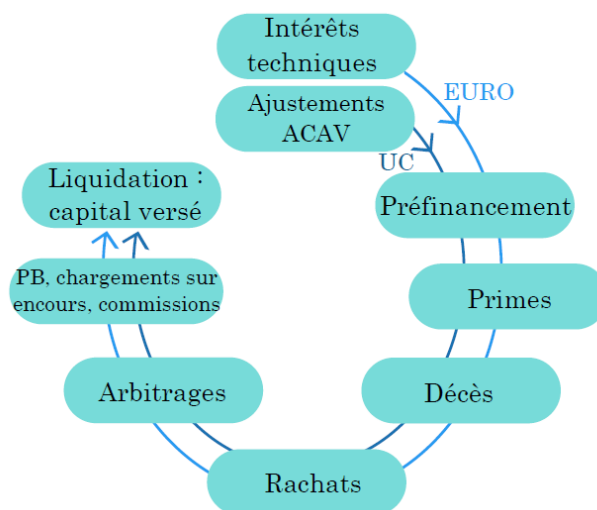 Intérêts
techniques
EURO
Ajustements
ACAV
UC
Préfinancement
Primes
Décès
Rachats
Arbitrages
PB, chargements sur
encours, commissions
Liquidation :
capital versé